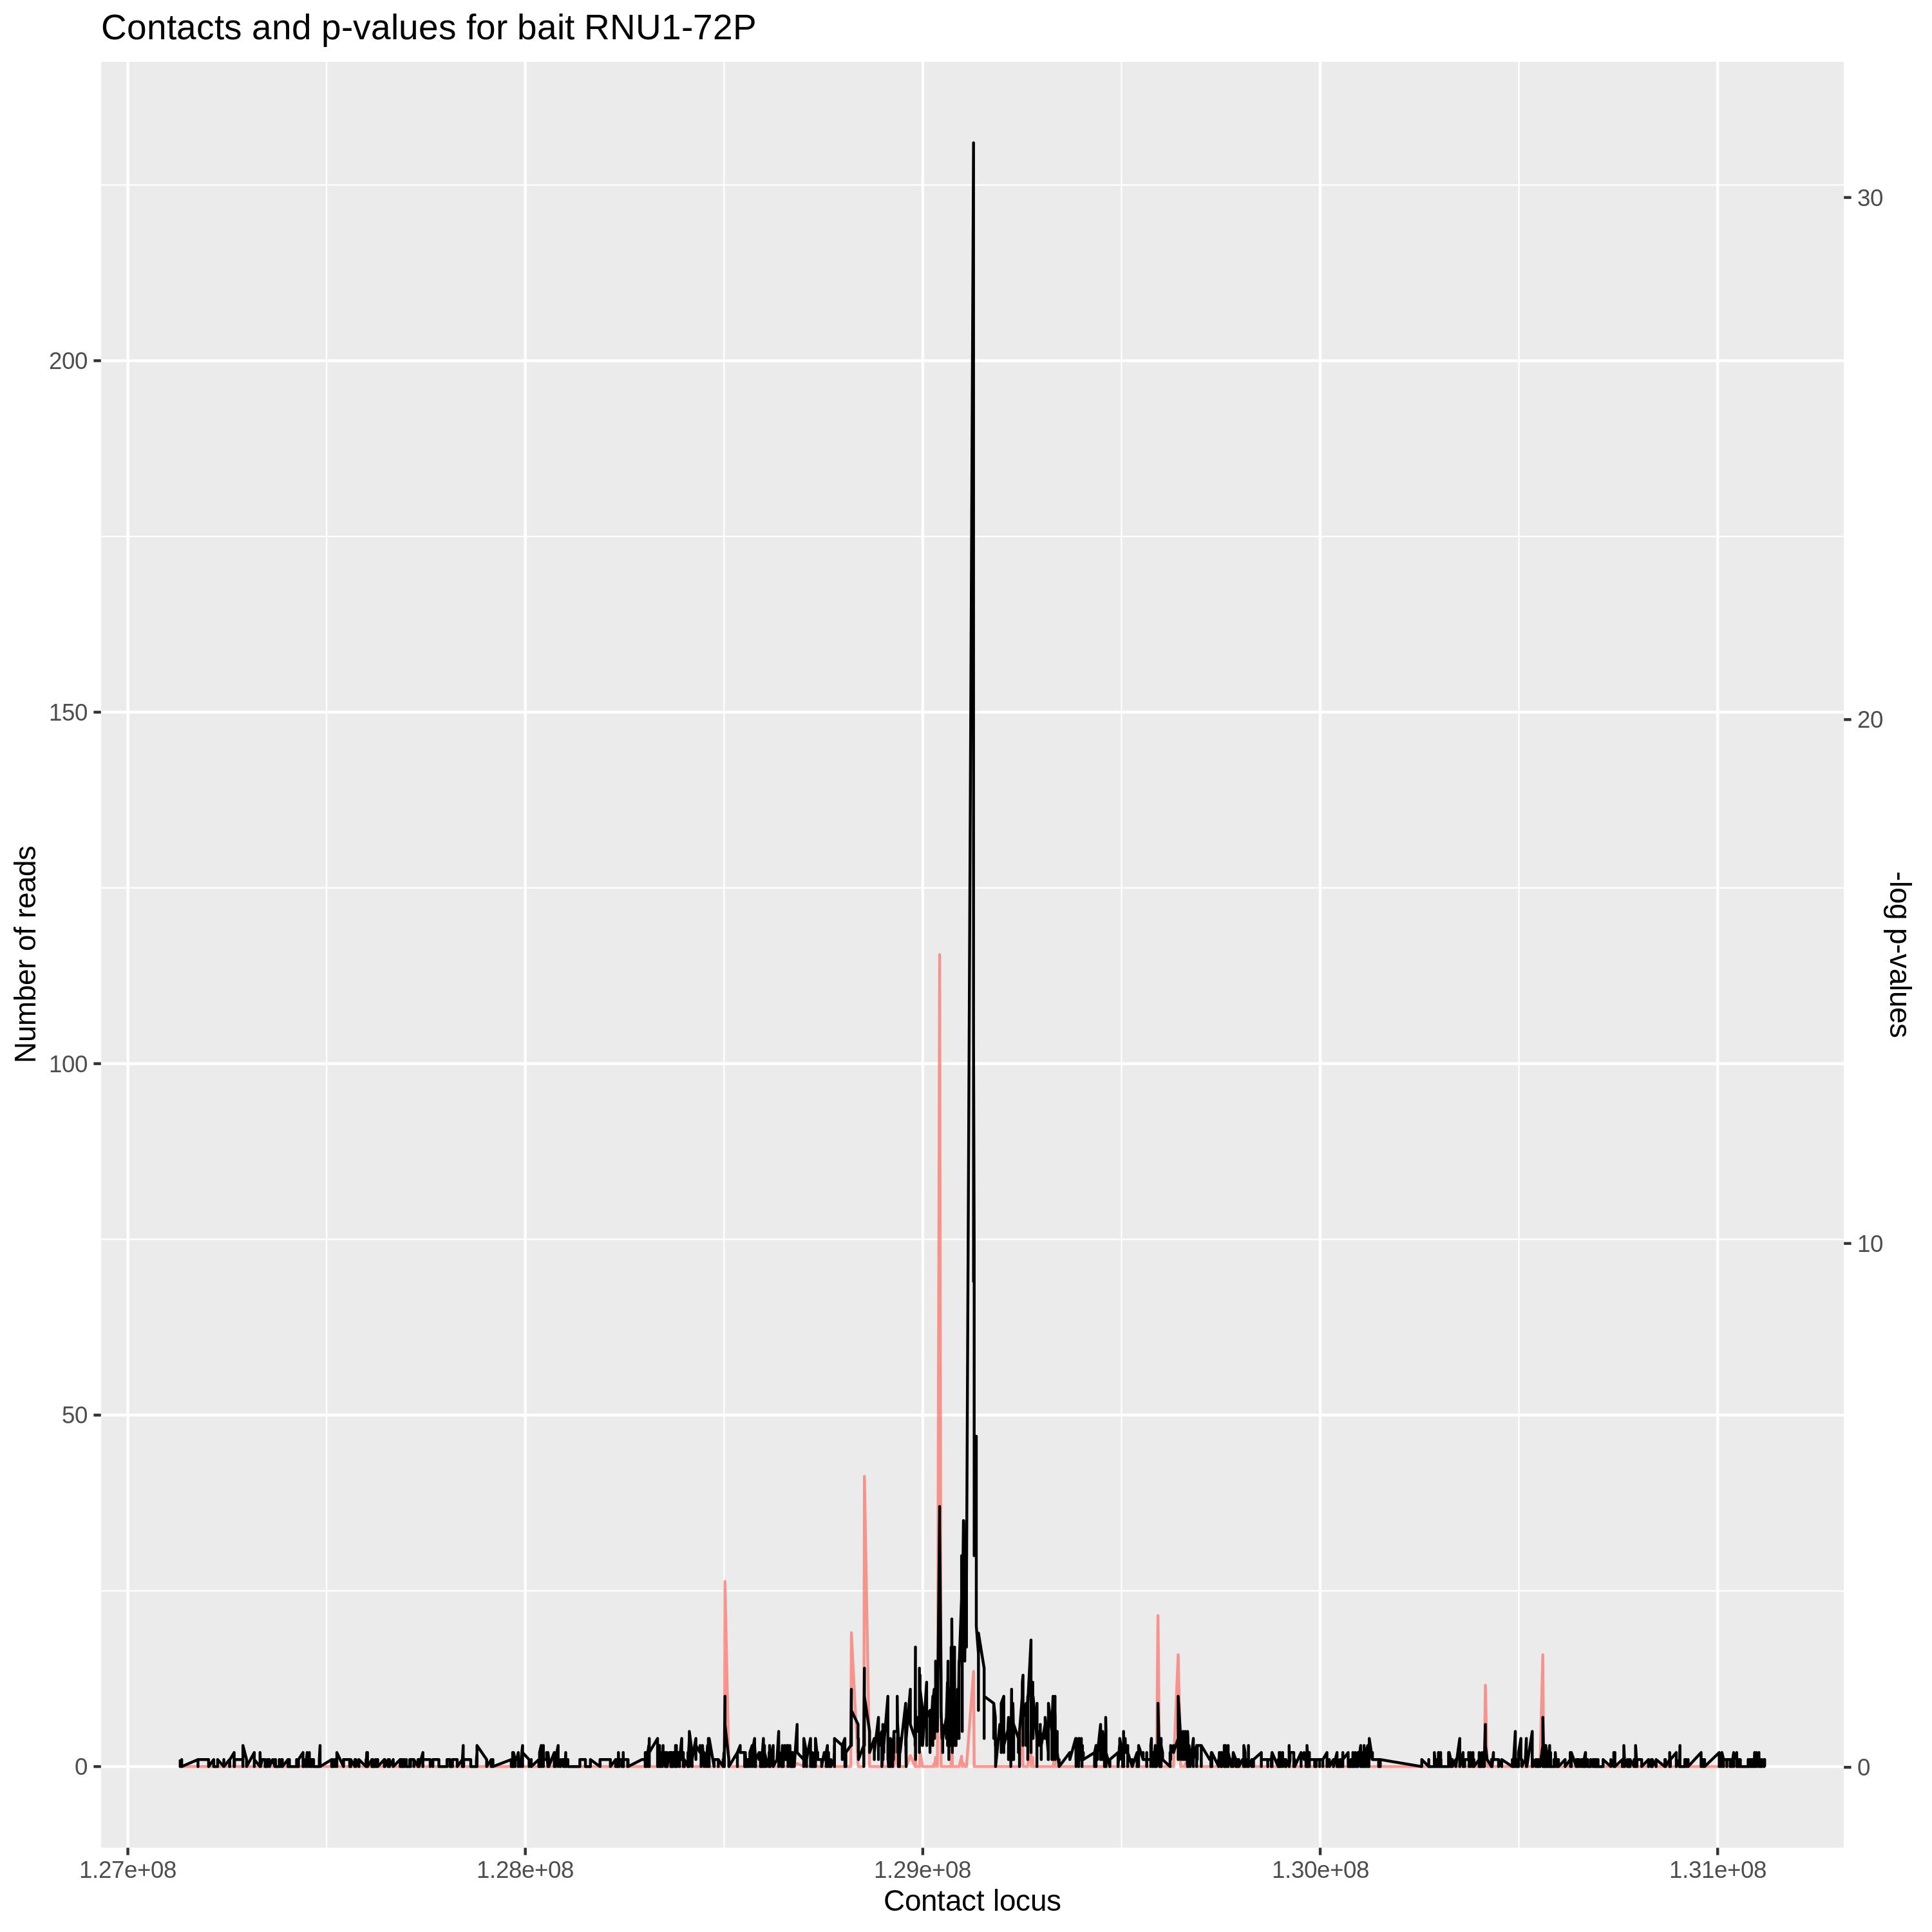 Contacts and p-values for bait RNU1-72P
Number of reads
200
150
100
50
0
30
20
10
0
-log p-values
1.27e+08
1.28e+08
1.29e+08
1.30e+08
1.31e+08
Contact locus